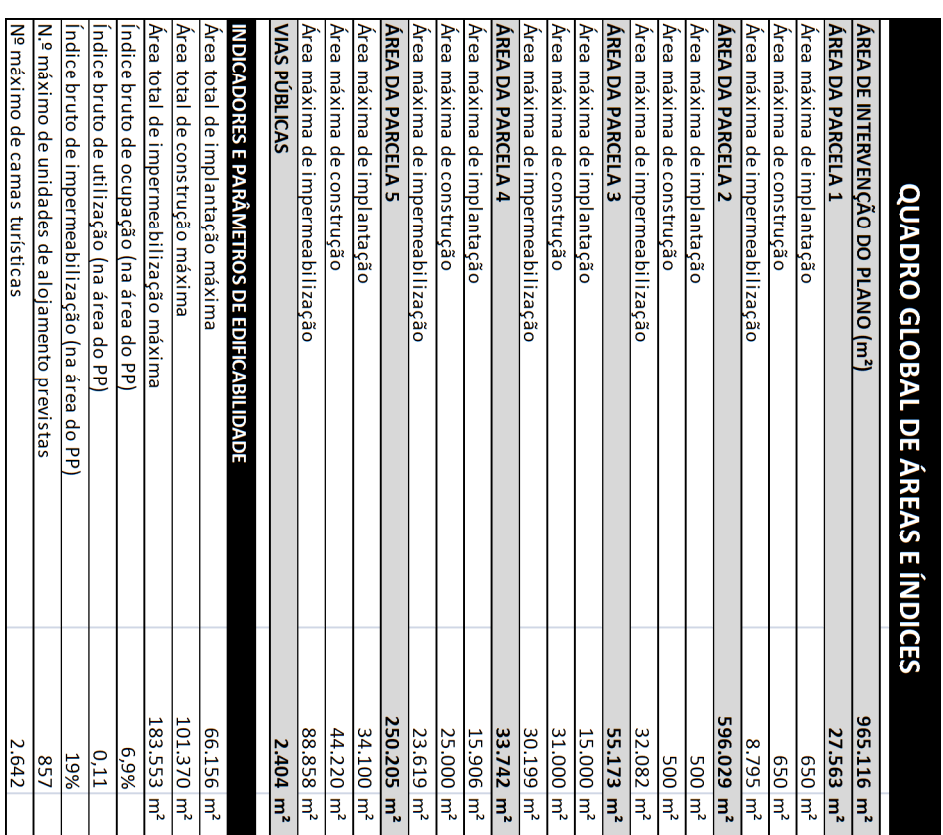 QUADRO GLOBAL DE ÁREAS E ÍNDICES
ÁREA DE INTERVENÇÃO DO PLANO (m²) 965.116 m²
ÁREA DA PARCELA 1 27.563 m²
Área máxima de implantação 650 m²
Área máxima de construção 650 m²
Área máxima de impermeabilização 8.795 m²
ÁREA DA PARCELA 2 596.029 m²
Área máxima de implantação 500 m²
Área máxima de construção 500 m²
Área máxima de impermeabilização 32.082 m²
ÁREA DA PARCELA 3 55.173 m²
Área máxima de implantação 15.000 m²
Área máxima de construção 31.000 m²
Área máxima de impermeabilização 30.199 m²
ÁREA DA PARCELA 4 33.742 m²
Área máxima de implantação 15.906 m²
Área máxima de construção 25.000 m²
Área máxima de impermeabilização 23.619 m²
ÁREA DA PARCELA 5 250.205 m²
Área máxima de implantação 34.100 m²
Área máxima de construção 44.220 m²
Área máxima de impermeabilização 88.858 m²
VIAS PÚBLICAS 2.404 m²
INDICADORES E PARÂMETROS DE EDIFICABILIDADE
Área total de implantação máxima 66.156 m²
Área total de construção máxima 101.370 m²
Área total de impermeabilização máxima 183.553 m²
Índice bruto de ocupação (na área do PP) 6,9%
Índice bruto de utilização (na área do PP) 0,11
Índice bruto de impermeabilização (na área do PP) 19%
N.º máximo de unidades de alojamento previstas 857
Nº máximo de camas turísticas 2.642